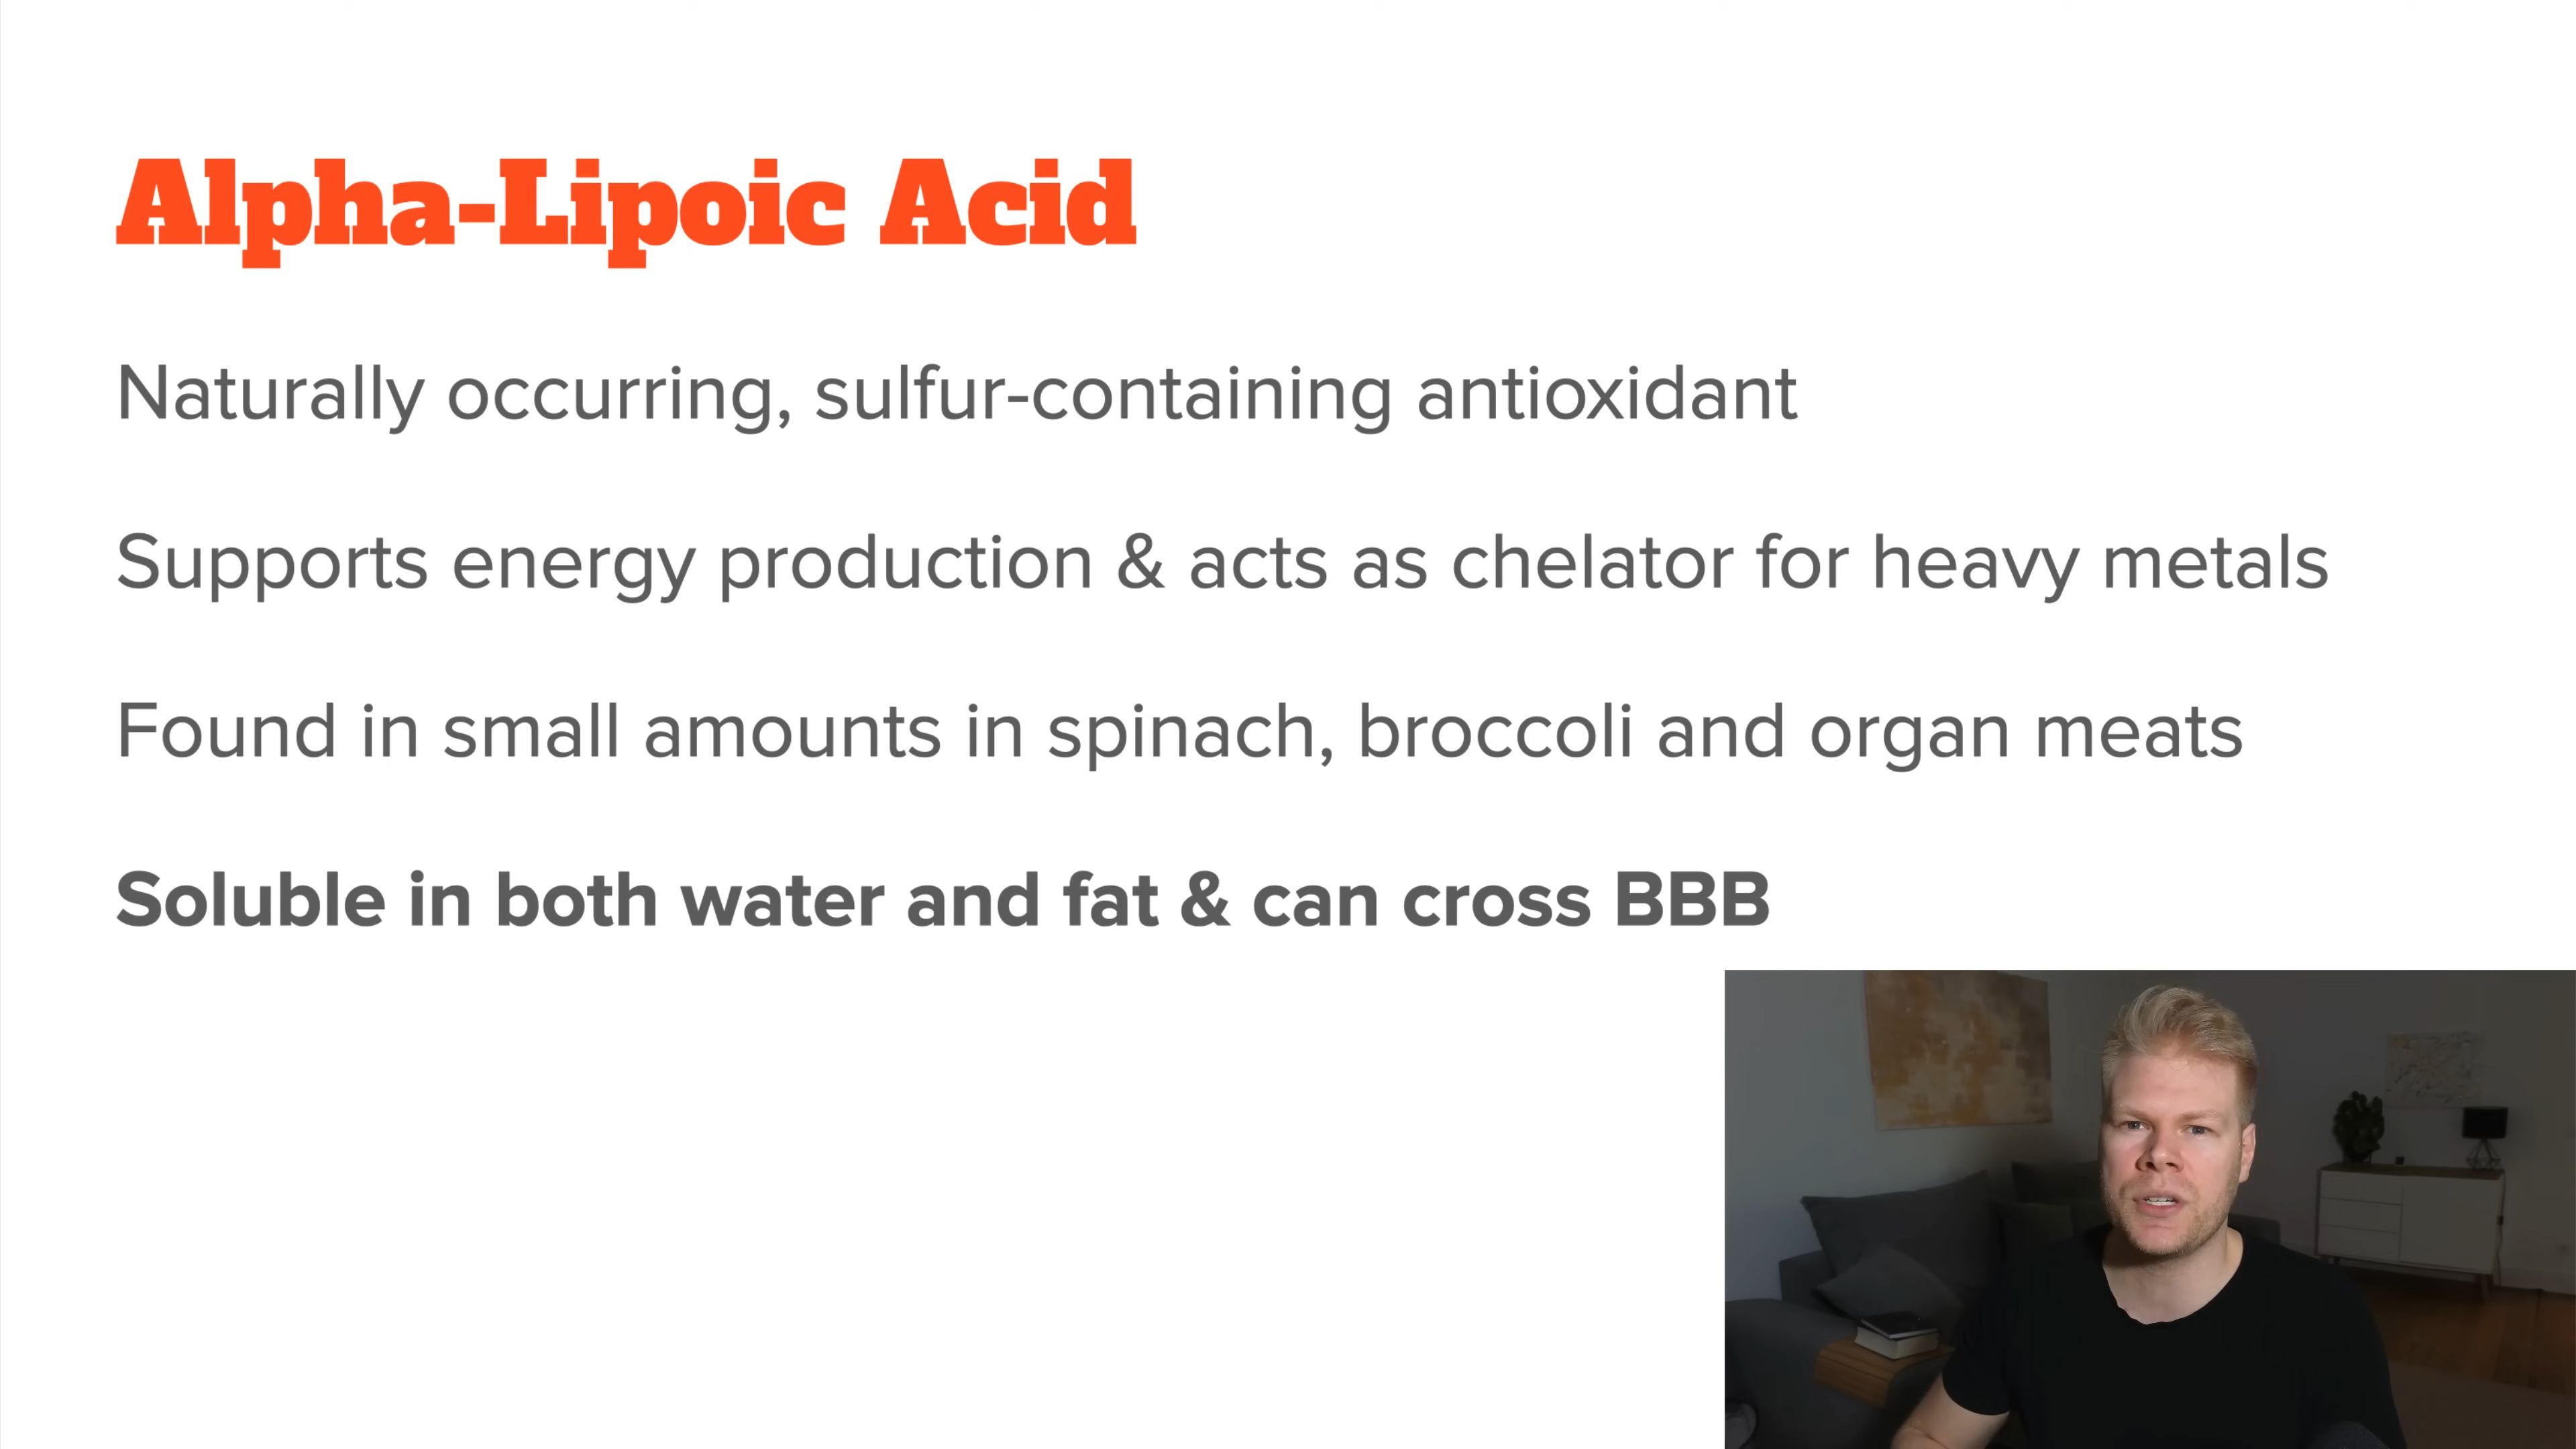 Alpha-Lipoic Acid
Naturally occurring, sulfur-containing antioxidant
Supports energy production & acts as chelator for heavy metals
Found in small amounts in spinach, broccoli and organ meats
Soluble in both water and fat & can cross BBB